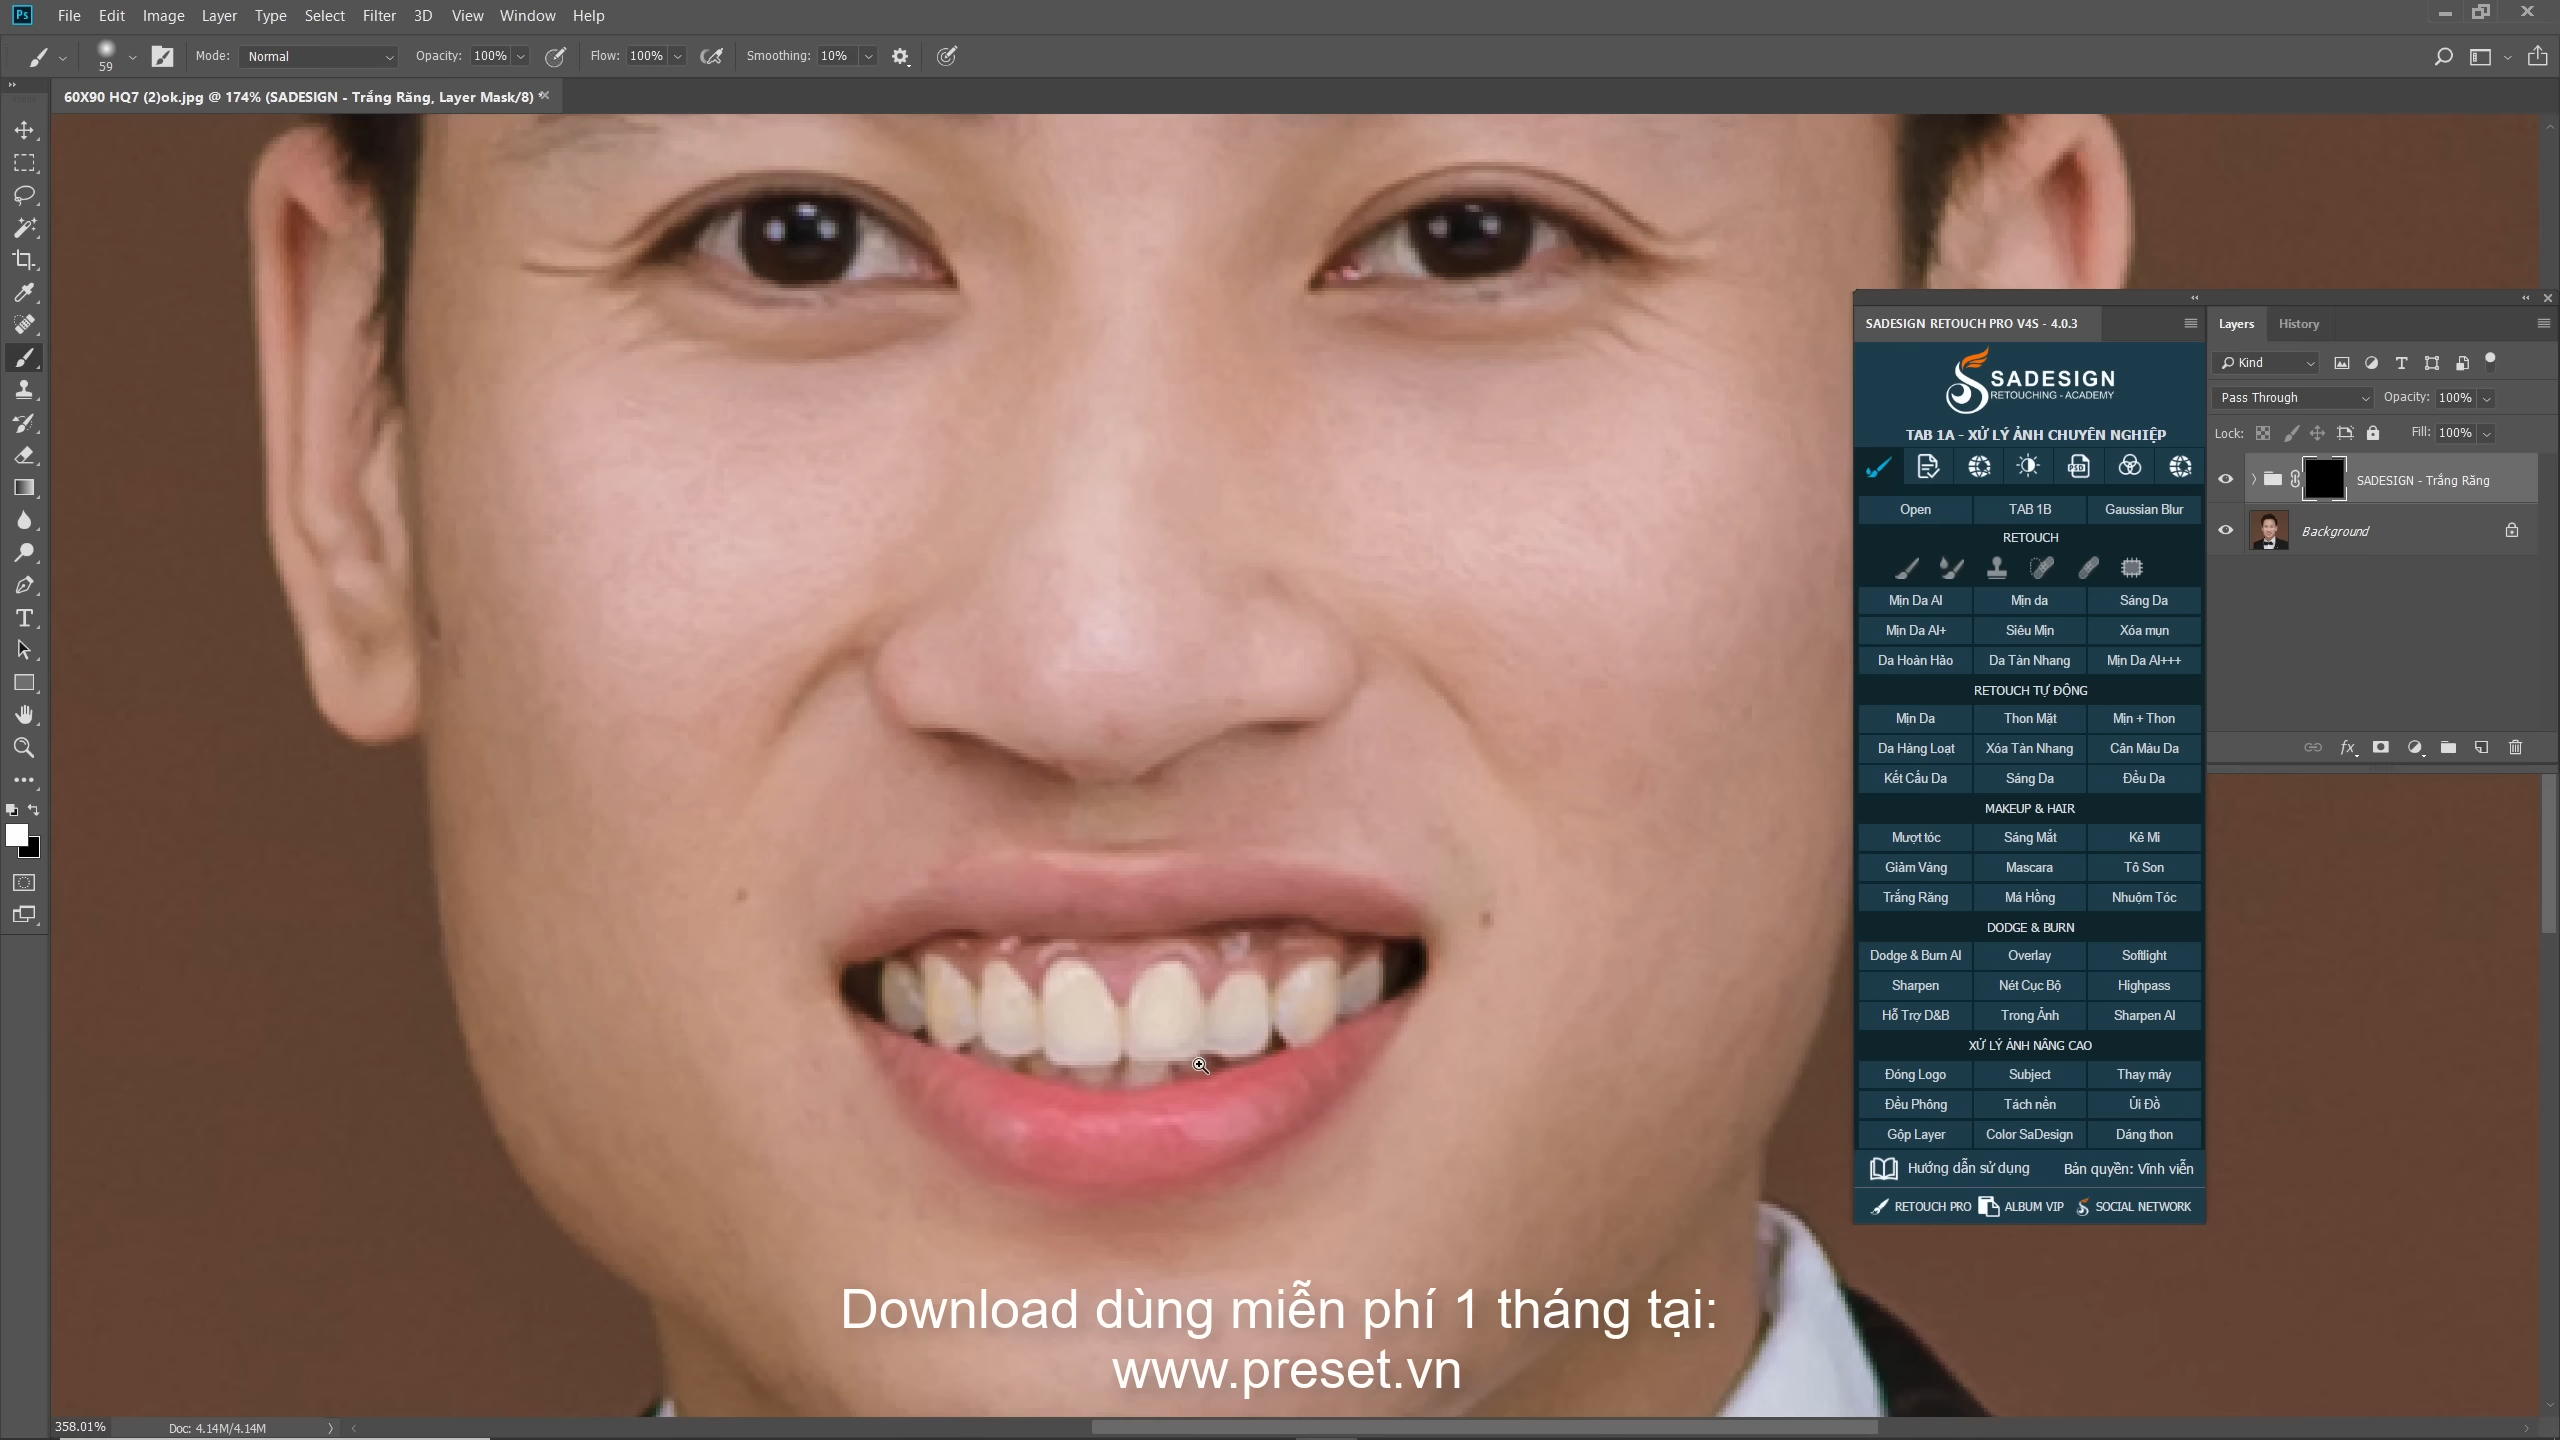 Ps File Edit Image Layer Type Select Filter 3D View Window Help
59 Mode: Normal Opacity: 100% Flow: 100% Smoothing: 10%
60X90 HQ7 (2)ok.jpg @ 174% (SADESIGN - Trắng Răng, Layer Mask/8) *
SADESIGN RETOUCH PRO V4S - 4.0.3
SADESIGN
RETOUCHING - ACADEMY
TAB 1A - XỬ LÝ ẢNH CHUYÊN NGHIỆP
PSD
Open TAB 1B Gaussian Blur
RETOUCH
Mịn Da AI Mịn da Sáng Da
Mịn Da AI+ Siêu Mịn Xóa mụn
Da Hoàn Hảo Da Tàn Nhang Mịn Da AI+++
RETOUCH TỰ ĐỘNG
Mịn Da Thon Mặt Mịn + Thon
Da Hàng Loạt Xóa Tàn Nhang Cân Màu Da
Kết Cấu Da Sáng Da Đều Da
MAKEUP & HAIR
Mượt tóc Sáng Mắt Kẻ Mi
Giảm Vàng Mascara Tô Son
Trắng Răng Má Hồng Nhuộm Tóc
DODGE & BURN
Dodge & Burn AI Overlay Softlight
Sharpen Nét Cục Bộ Highpass
Hỗ Trợ D&B Trong Ảnh Sharpen AI
XỬ LÝ ẢNH NÂNG CAO
Đóng Logo Subject Thay mây
Đều Phông Tách nền Ủi Đồ
Gộp Layer Color SaDesign Dáng thon
Hướng dẫn sử dụng Bản quyền: Vĩnh viễn
RETOUCH PRO ALBUM VIP SOCIAL NETWORK
Layers History
Kind
Pass Through Opacity: 100%
Lock: Fill: 100%
SADESIGN - Trắng Răng
Background
fx
Download dùng miễn phí 1 tháng tại:
www.preset.vn
358.01% Doc: 4.14M/4.14M